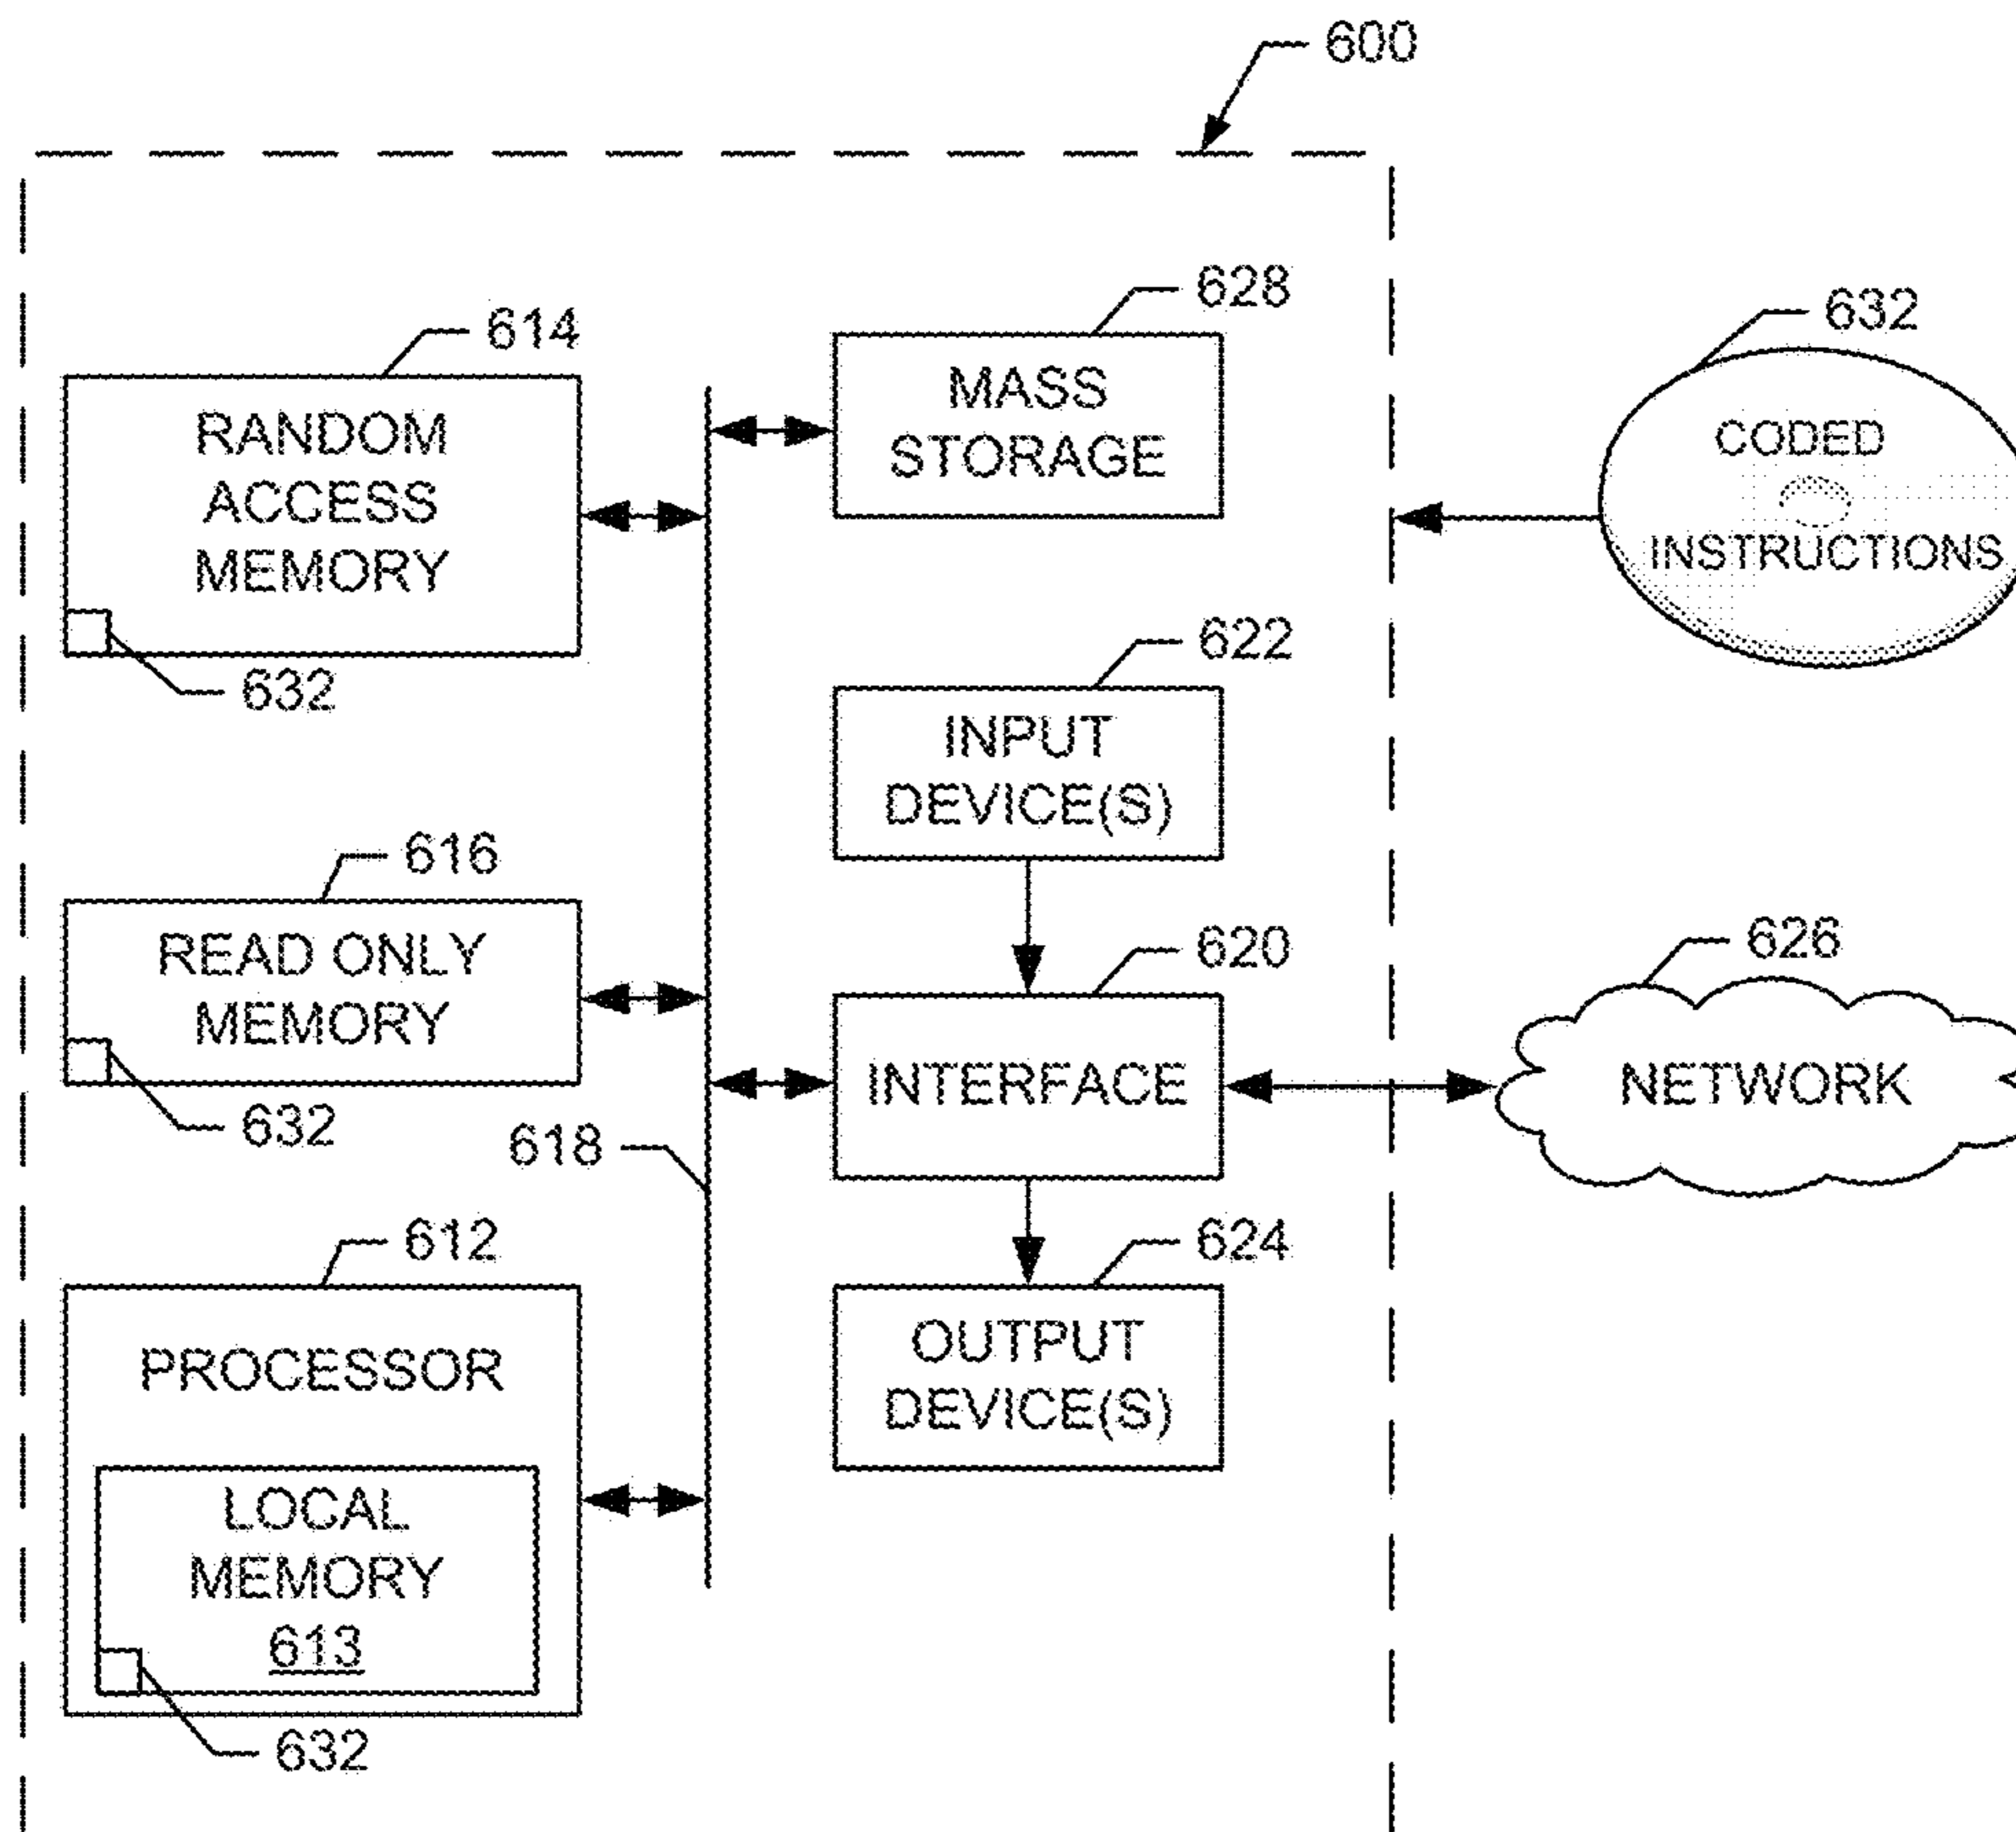 600
628
MASS
STORAGE
614
RANDOM
ACCESS
MEMORY
632
632
CODED
INSTRUCTIONS
622
INPUT
DEVICE(S)
616
READ ONLY
MEMORY
632
620
INTERFACE
626
NETWORK
618
612
PROCESSOR
LOCAL
MEMORY
613
632
624
OUTPUT
DEVICE(S)